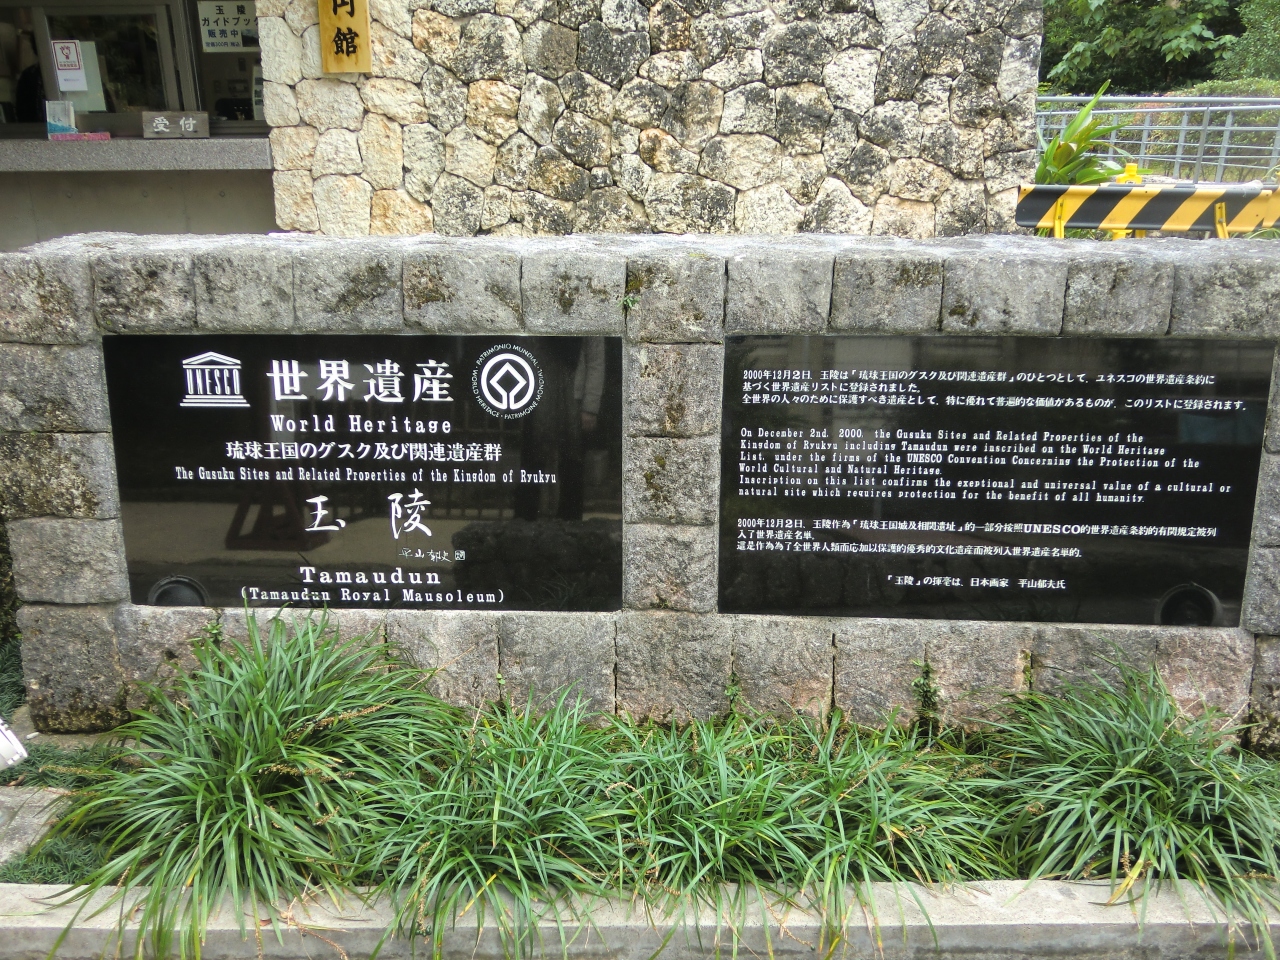 玉陵
ガイドブック
販売中
受付
円館
UNESCO
世界遺産
PATRIMONIO MUNDIAL • WORLD HERITAGE • PATRIMOINE MONDIAL
World Heritage
琉球王国のグスク及び関連遺産群
The Gusuku Sites and Related Properties of the Kingdom of Ryukyu
玉陵
平山郁夫
Tamaudun
(Tamaudun Royal Mausoleum)
2000年12月2日、玉陵は「琉球王国のグスク及び関連遺産群」のひとつとして、ユネスコの世界遺産条約に
基づく世界遺産リストに登録されました。
全世界の人々のために保護すべき遺産として、特に優れて普遍的な価値があるものが、このリストに登録されます。
On December 2nd, 2000, the Gusuku Sites and Related Properties of the
Kingdom of Ryukyu including Tamaudun were inscribed on the World Heritage
List, under the firms of the UNESCO Convention Concerning the Protection of the
World Cultural and Natural Heritage.
Inscription on this list confirms the exeptional and universal value of a cultural or
natural site which requires protection for the benefit of all humanity.
2000年12月2日、玉陵作為「琉球王国城及相関遺址」的一部分按照UNESCO的世界遺産条約的有関規定被列
入了世界遺産名単。
這是作為為了全世界人類而応加以保護的優秀的文化遺産而被列入世界遺産名単的。
『玉陵』の揮毫は、日本画家 平山郁夫氏